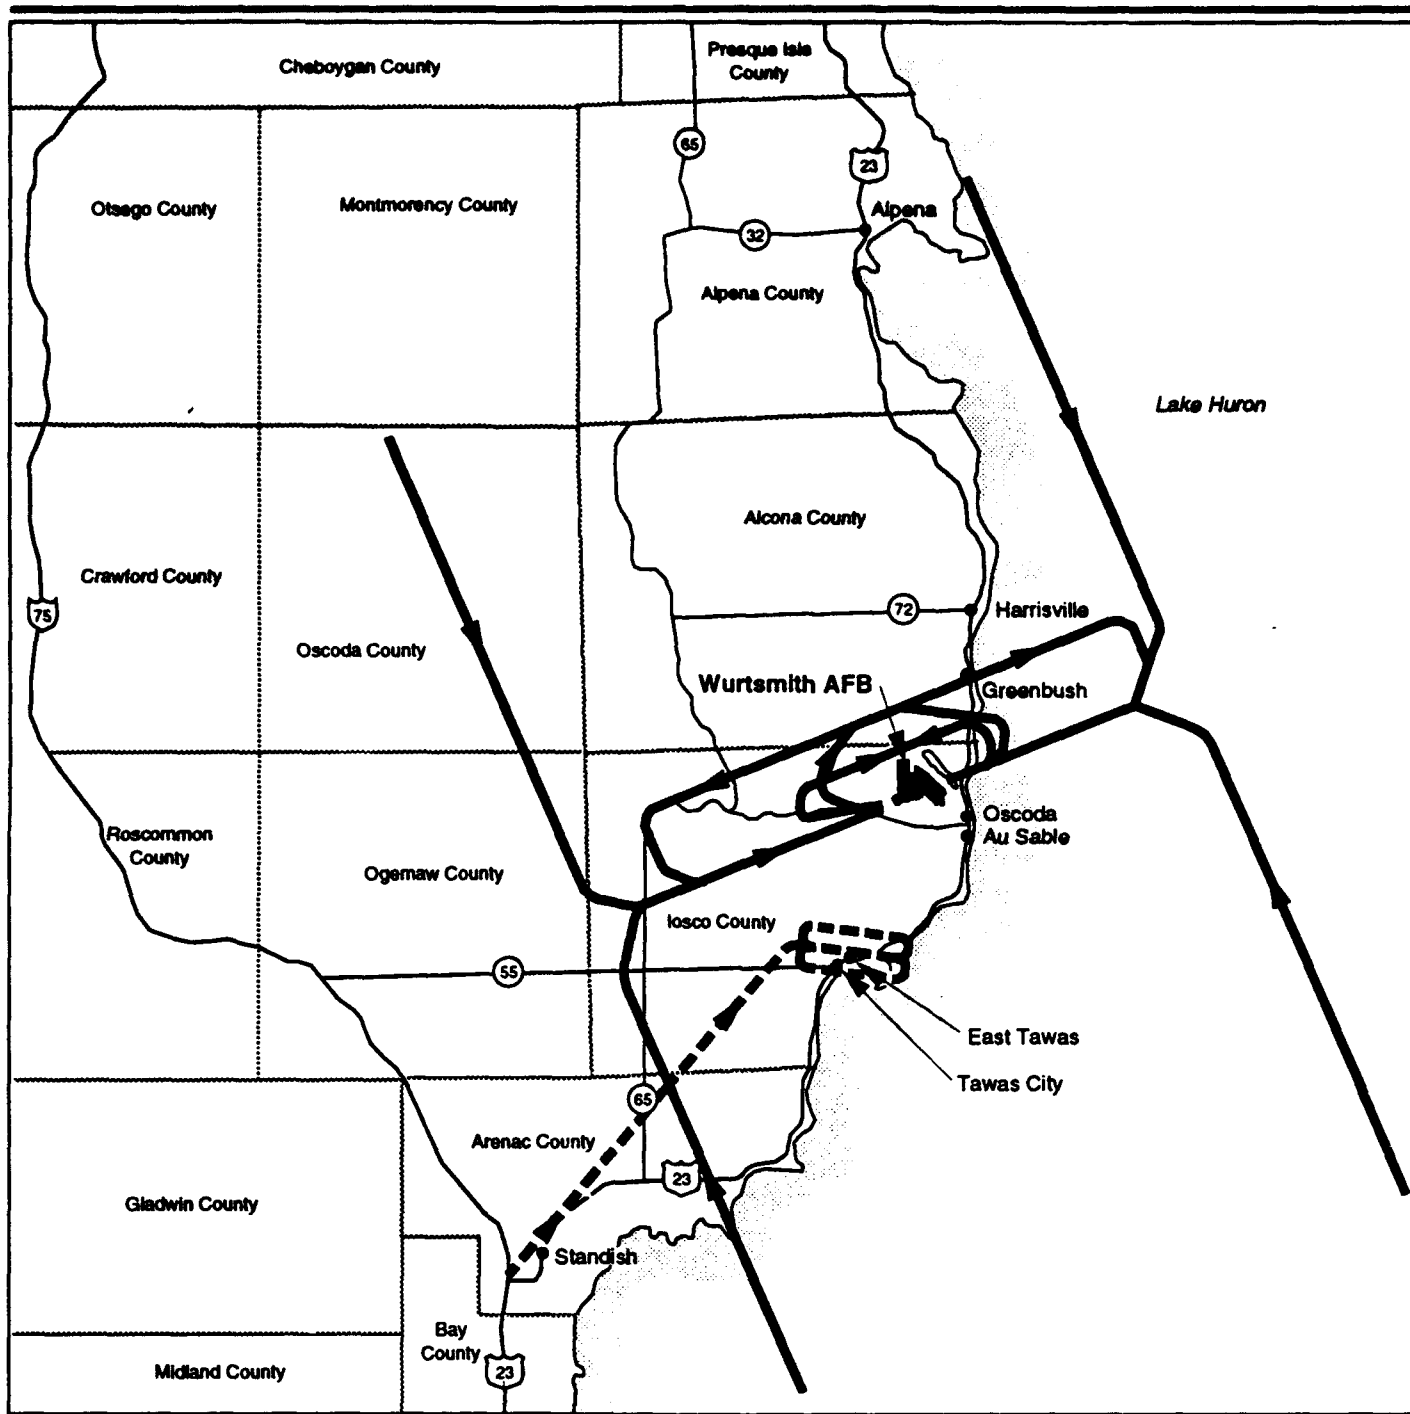 Cheboygan County
Presque Isle
County
65
23
Otsego County
Montmorency County
Alpena
32
Alpena County
Lake Huron
Alcona County
Crawford County
75
72
Harrisville
Oscoda County
Wurtsmith AFB
Greenbush
Oscoda
Au Sable
Roscommon
County
Ogemaw County
Iosco County
55
East Tawas
Tawas City
65
Arenac County
23
Gladwin County
Standish
Bay
County
Midland County
23